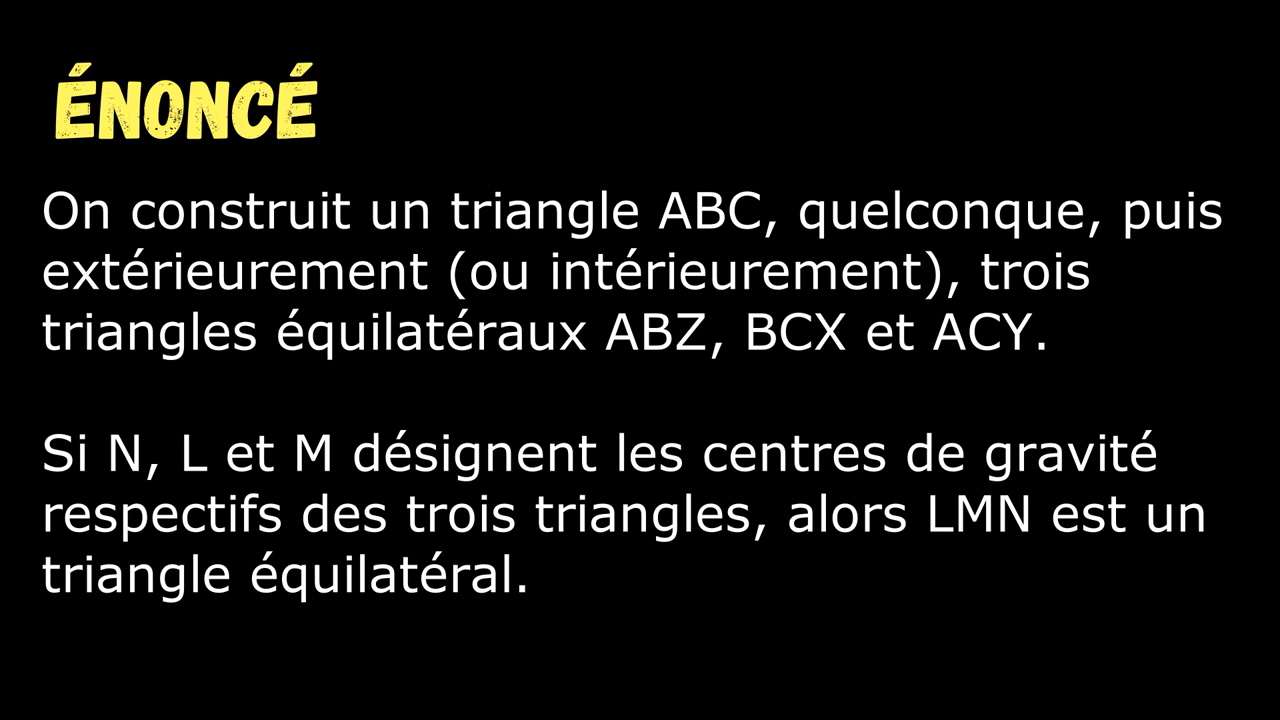 ÉNONCÉ
On construit un triangle ABC, quelconque, puis
extérieurement (ou intérieurement), trois
triangles équilatéraux ABZ, BCX et ACY.
Si N, L et M désignent les centres de gravité
respectifs des trois triangles, alors LMN est un
triangle équilatéral.